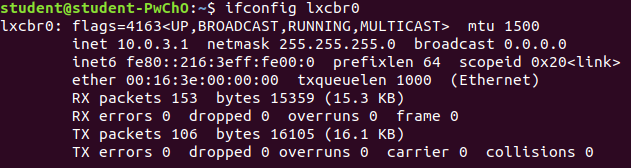 student@student-PwChO:~$ ifconfig lxcbr0
lxcbr0: flags=4163<UP,BROADCAST,RUNNING,MULTICAST>  mtu 1500
        inet 10.0.3.1  netmask 255.255.255.0  broadcast 0.0.0.0
        inet6 fe80::216:3eff:fe00:0  prefixlen 64  scopeid 0x20<link>
        ether 00:16:3e:00:00:00  txqueuelen 1000  (Ethernet)
        RX packets 153  bytes 15359 (15.3 KB)
        RX errors 0  dropped 0  overruns 0  frame 0
        TX packets 106  bytes 16105 (16.1 KB)
        TX errors 0  dropped 0 overruns 0  carrier 0  collisions 0